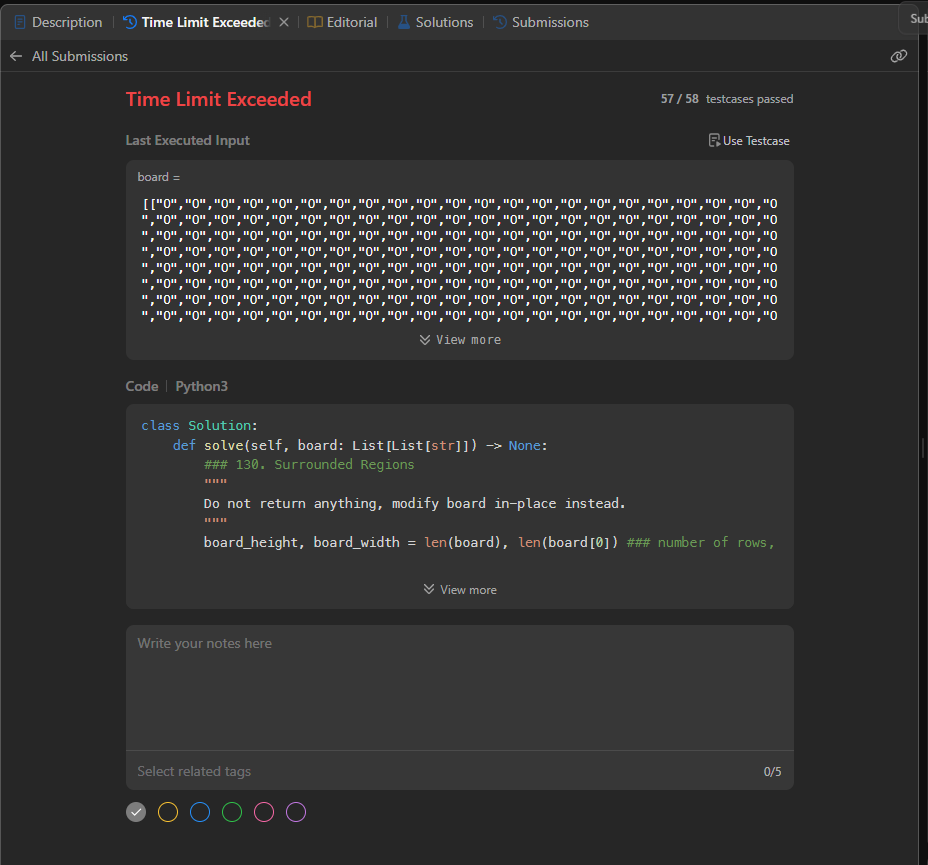 Description
Time Limit Exceeded
Editorial
Solutions
Submissions
Sub
All Submissions
Time Limit Exceeded
57 / 58 testcases passed
Last Executed Input
Use Testcase
board =
[["O","O","O","O","O","O","O","O","O","O","O","O","O","O","O","O","O","O","O","O","O","O
","O","O","O","O","O","O","O","O","O","O","O","O","O","O","O","O","O","O","O","O","O","O
","O","O","O","O","O","O","O","O","O","O","O","O","O","O","O","O","O","O","O","O","O","O
","O","O","O","O","O","O","O","O","O","O","O","O","O","O","O","O","O","O","O","O","O","O
","O","O","O","O","O","O","O","O","O","O","O","O","O","O","O","O","O","O","O","O","O","O
","O","O","O","O","O","O","O","O","O","O","O","O","O","O","O","O","O","O","O","O","O","O
","O","O","O","O","O","O","O","O","O","O","O","O","O","O","O","O","O","O","O","O","O","O
","O","O","O","O","O","O","O","O","O","O","O","O","O","O","O","O","O","O","O","O","O","O
View more
Code | Python3
class Solution:
    def solve(self, board: List[List[str]]) -> None:
        ### 130. Surrounded Regions
        """
        Do not return anything, modify board in-place instead.
        """
        board_height, board_width = len(board), len(board[0]) ### number of rows,
View more
Write your notes here
Select related tags
0/5